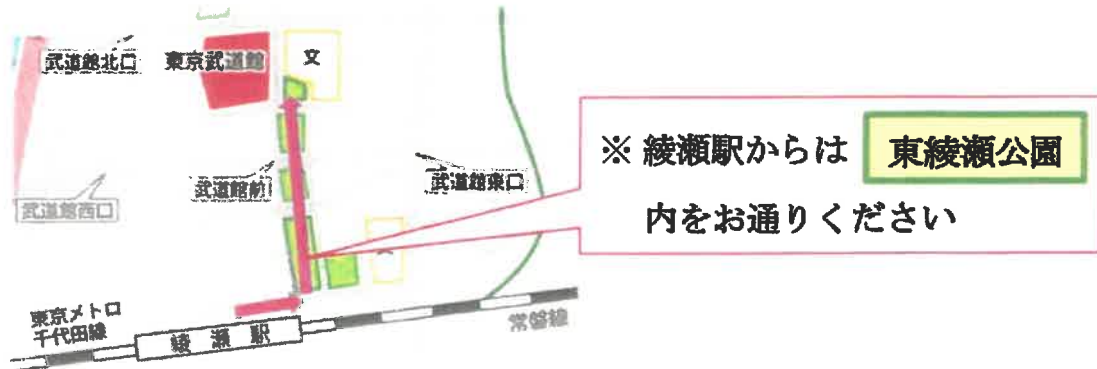 武道館北口
東京武道館
文
武道館前
武道館東口
武道館西口
※ 綾瀬駅からは 東綾瀬公園
内をお通りください
東京メトロ
千代田線
綾瀬駅
常磐線